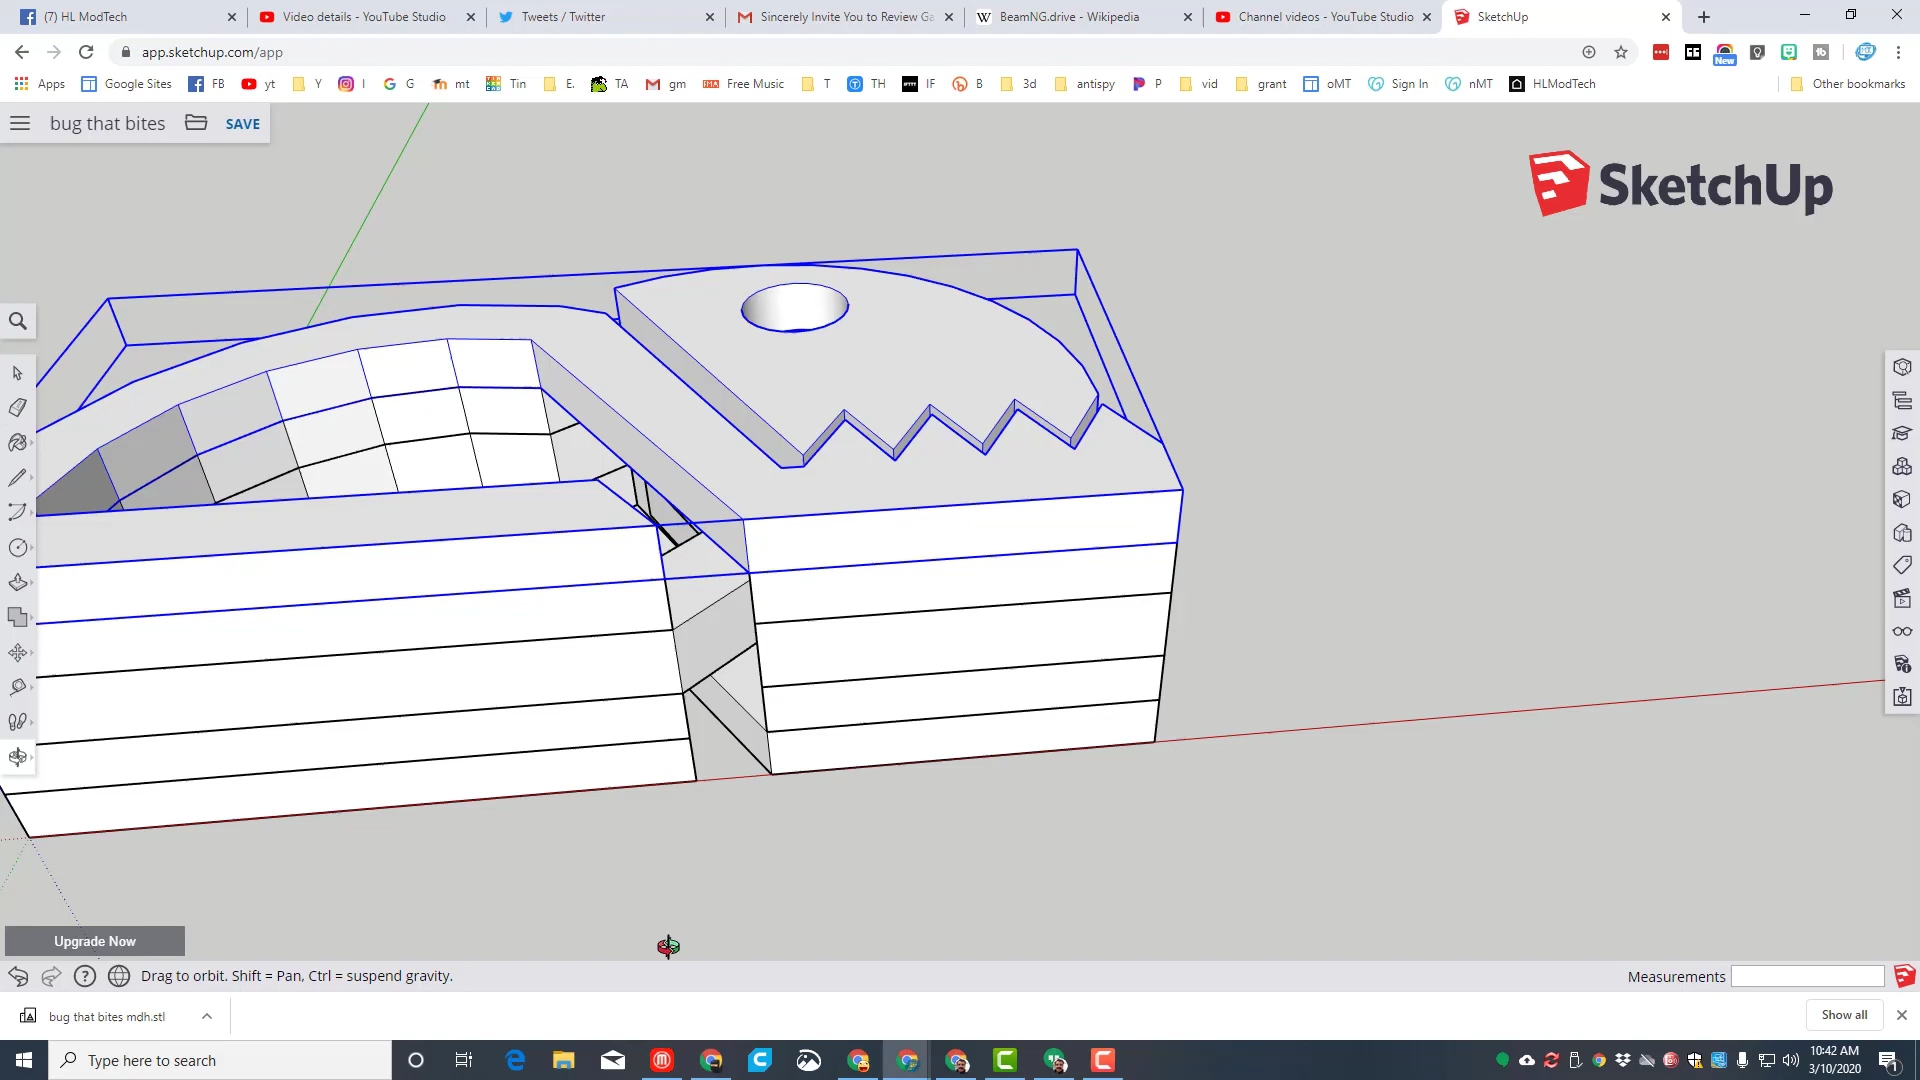 (7) HL ModTech
Video details - YouTube Studio
Tweets / Twitter
Sincerely Invite You to Review Ga
BeamNG.drive - Wikipedia
Channel videos - YouTube Studio
SketchUp
app.sketchup.com/app
New
Apps
Google Sites
FB
yt
Y
I
G
mt
Tin
E.
TA
gm
Free Music
T
TH
IF
B
3d
antispy
P
vid
grant
oMT
Sign In
nMT
HLModTech
Other bookmarks
bug that bites
SAVE
SketchUp
Upgrade Now
Drag to orbit. Shift = Pan, Ctrl = suspend gravity.
Measurements
bug that bites mdh.stl
Show all
Type here to search
10:42 AM
3/10/2020
1